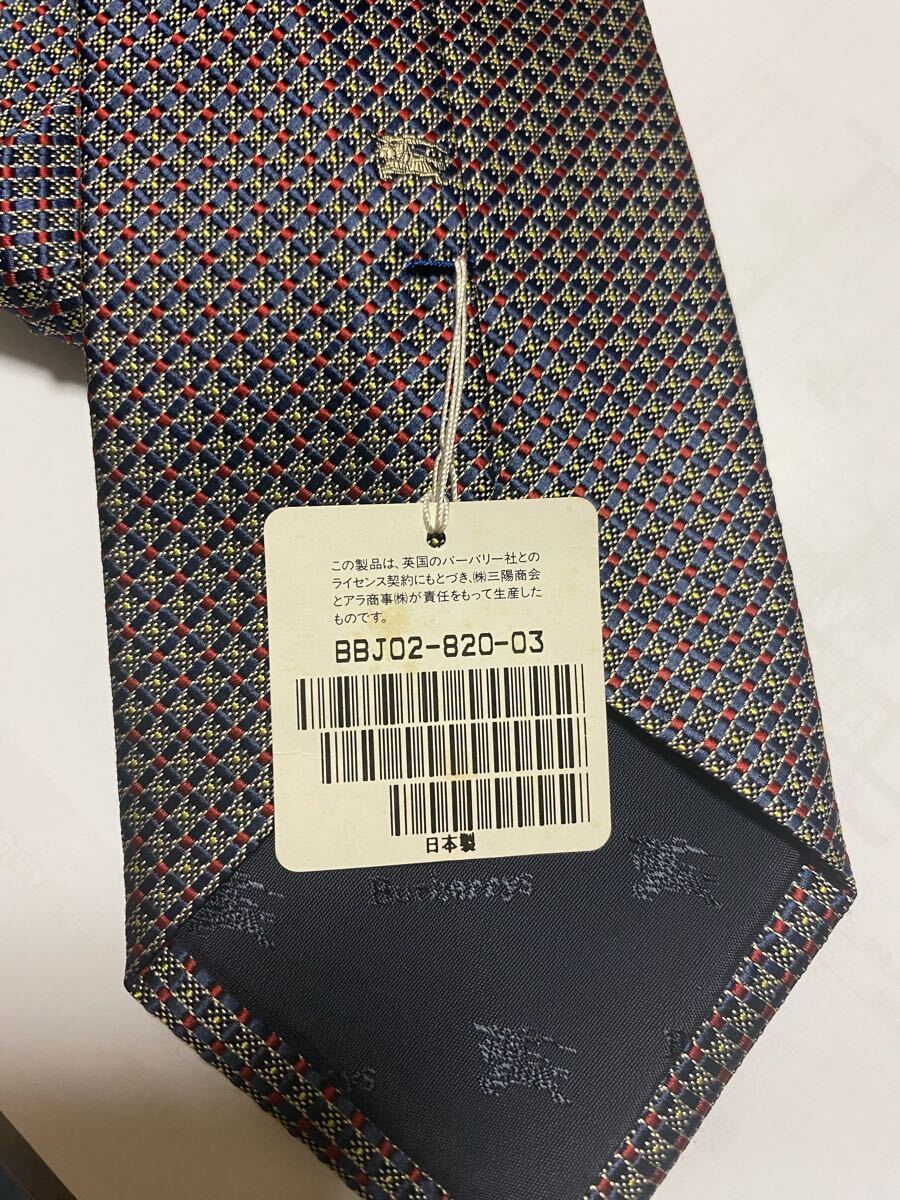 この製品は、英国のバーバリー社との
ライセンス契約にもとづき、㈱三陽商会
とアラ商事㈱が責任をもって生産した
ものです。
BBJ02-820-03
日本製
Burberrys